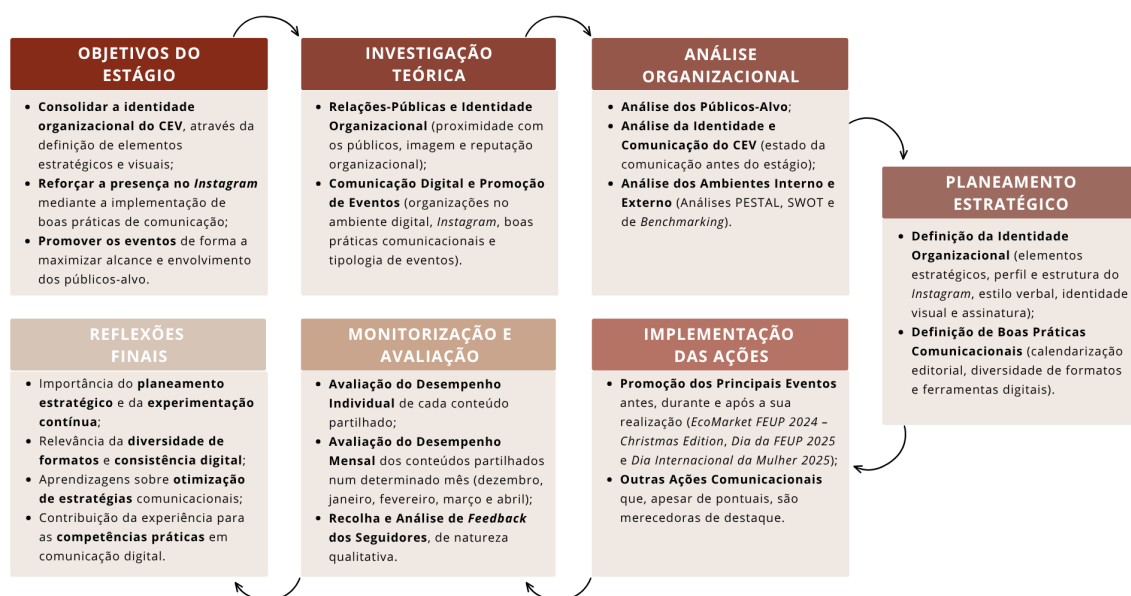 OBJETIVOS DO
ESTÁGIO
• Consolidar a identidade
organizacional do CEV, através da
definição de elementos
estratégicos e visuais;
• Reforçar a presença no Instagram
mediante a implementação de
boas práticas de comunicação;
• Promover os eventos de forma a
maximizar alcance e envolvimento
dos públicos-alvo.
INVESTIGAÇÃO
TEÓRICA
• Relações-Públicas e Identidade
Organizacional (proximidade com
os públicos, imagem e reputação
organizacional);
• Comunicação Digital e Promoção
de Eventos (organizações no
ambiente digital, Instagram, boas
práticas comunicacionais e
tipologia de eventos).
ANÁLISE
ORGANIZACIONAL
• Análise dos Públicos-Alvo;
• Análise da Identidade e
Comunicação do CEV (estado da
comunicação antes do estágio);
• Análise dos Ambientes Interno e
Externo (Análises PESTAL, SWOT e
de Benchmarking).
PLANEAMENTO
ESTRATÉGICO
• Definição da Identidade
Organizacional (elementos
estratégicos, perfil e estrutura do
Instagram, estilo verbal, identidade
visual e assinatura);
• Definição de Boas Práticas
Comunicacionais (calendarização
editorial, diversidade de formatos
e ferramentas digitais).
IMPLEMENTAÇÃO
DAS AÇÕES
• Promoção dos Principais Eventos
antes, durante e após a sua
realização (EcoMarket FEUP 2024 –
Christmas Edition, Dia da FEUP 2025
e Dia Internacional da Mulher 2025);
• Outras Ações Comunicacionais
que, apesar de pontuais, são
merecedoras de destaque.
MONITORIZAÇÃO E
AVALIAÇÃO
• Avaliação do Desempenho
Individual de cada conteúdo
partilhado;
• Avaliação do Desempenho
Mensal dos conteúdos partilhados
num determinado mês (dezembro,
janeiro, fevereiro, março e abril);
• Recolha e Análise de Feedback
dos Seguidores, de natureza
qualitativa.
REFLEXÕES
FINAIS
• Importância do planeamento
estratégico e da experimentação
contínua;
• Relevância da diversidade de
formatos e consistência digital;
• Aprendizagens sobre otimização
de estratégias comunicacionais;
• Contribuição da experiência para
as competências práticas em
comunicação digital.